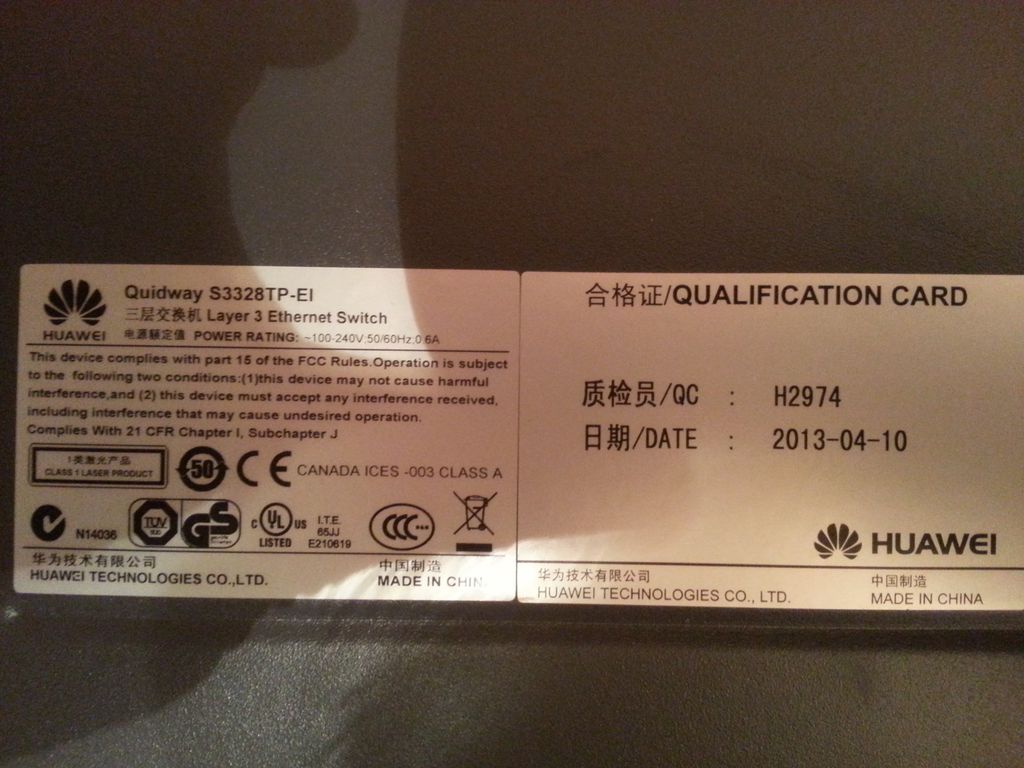 HUAWEI
Quidway S3328TP-EI
三层交换机 Layer 3 Ethernet Switch
电源额定值 POWER RATING: ~100-240V;50/60Hz;0.6A
This device complies with part 15 of the FCC Rules.Operation is subject
to the following two conditions:(1)this device may not cause harmful
interference,and (2) this device must accept any interference received,
including interference that may cause undesired operation.
Complies With 21 CFR Chapter I, Subchapter J
1类激光产品
CLASS 1 LASER PRODUCT
50
CE
CANADA ICES -003 CLASS A
N14036
TUV
GS
C UL US
LISTED
I.T.E.
65JJ
E210619
CCC
华为技术有限公司
HUAWEI TECHNOLOGIES CO.,LTD.
中国制造
MADE IN CHIN
合格证/QUALIFICATION CARD
质检员/QC : H2974
日期/DATE : 2013-04-10
HUAWEI
华为技术有限公司
HUAWEI TECHNOLOGIES CO., LTD.
中国制造
MADE IN CHINA